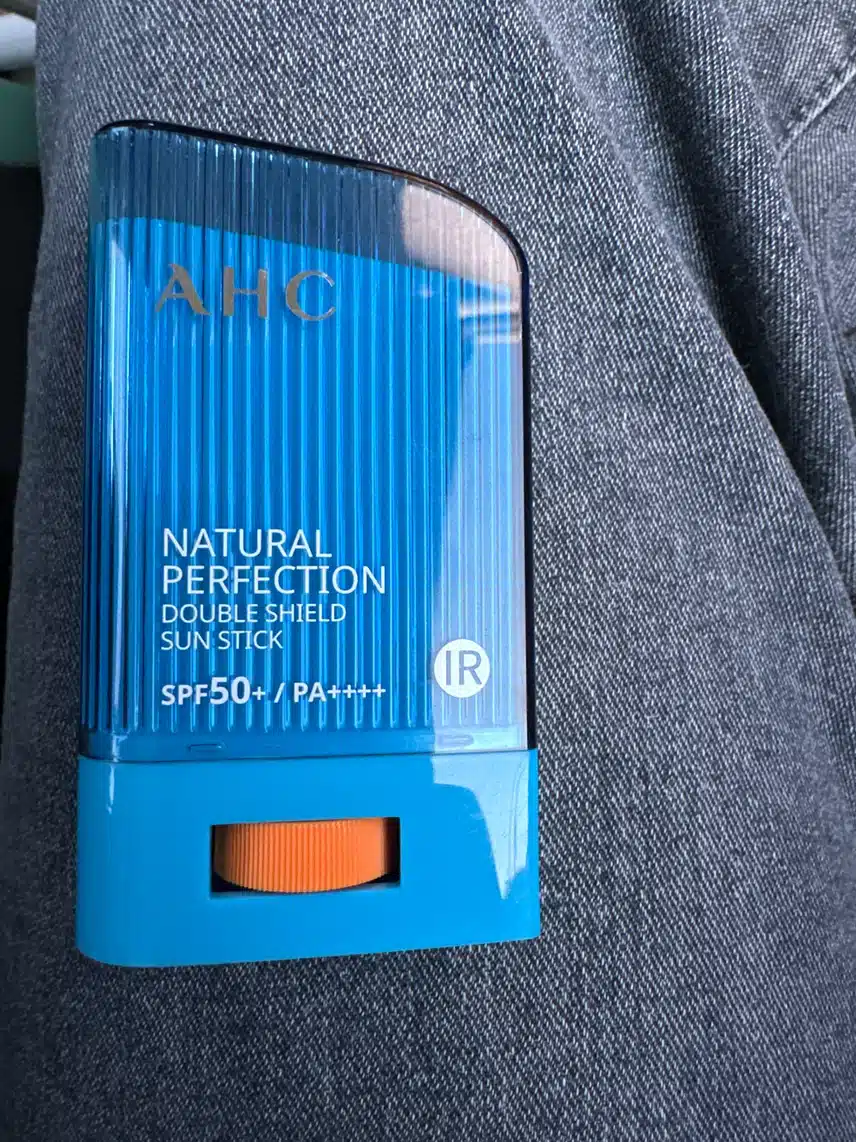 AHC
NATURAL
PERFECTION
DOUBLE SHIELD
SUN STICK
SPF50+ / PA++++
IR